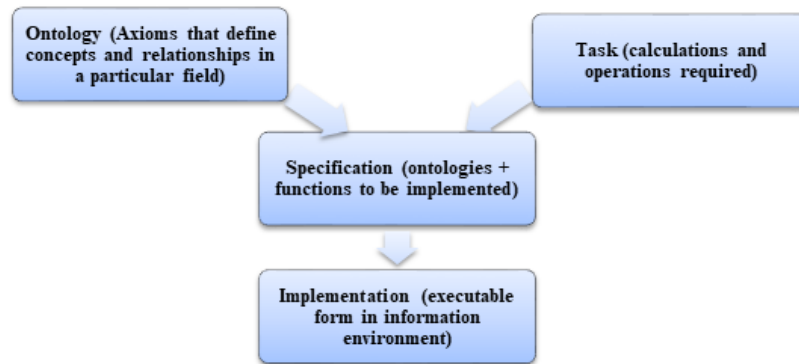 Ontology (Axioms that define
concepts and relationships in
a particular field)
Task (calculations and
operations required)
Specification (ontologies +
functions to be implemented)
Implementation (executable
form in information
environment)